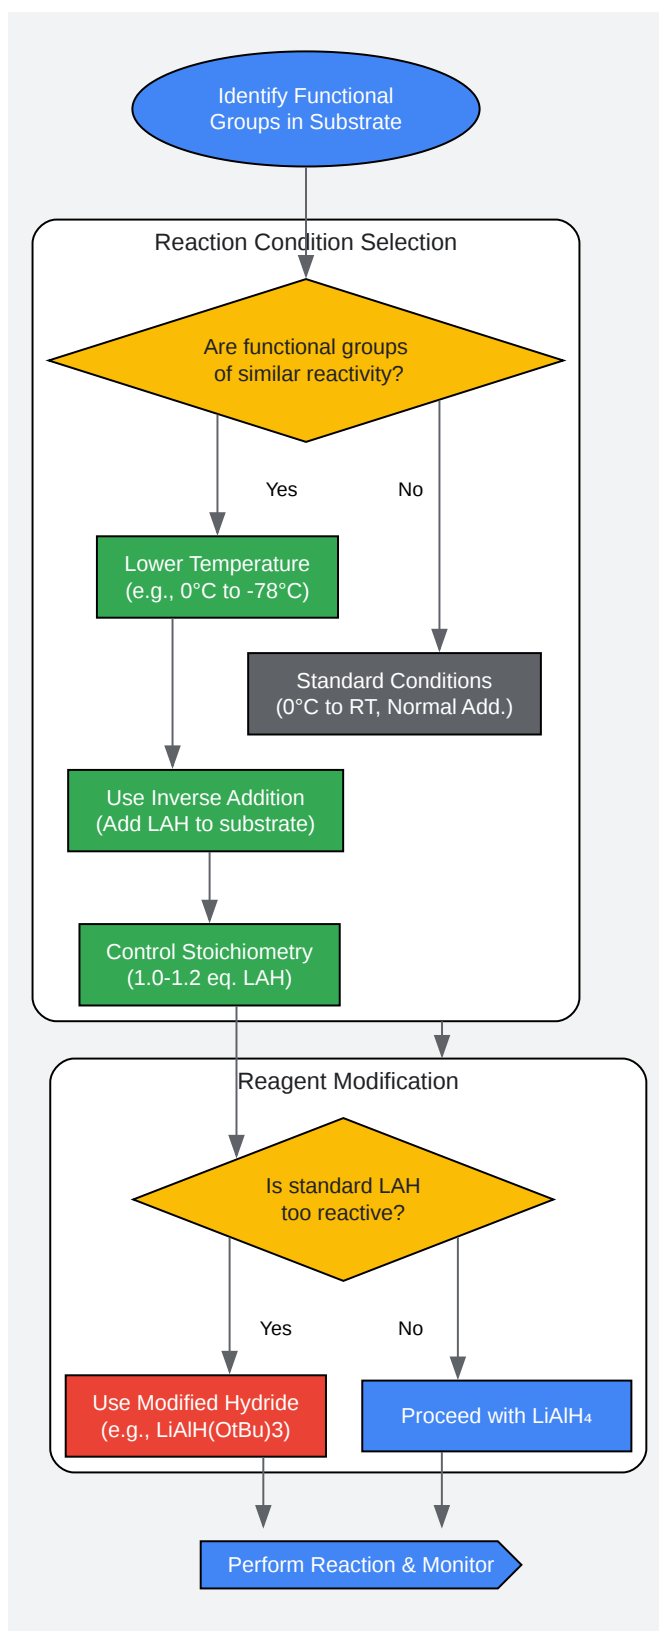 Identify Functional
Groups in Substrate
Reaction Condition Selection
Are functional groups
of similar reactivity?
Yes
No
Lower Temperature
(e.g., 0°C to -78°C)
Standard Conditions
(0°C to RT, Normal Add.)
Use Inverse Addition
(Add LAH to substrate)
Control Stoichiometry
(1.0-1.2 eq. LAH)
Reagent Modification
Is standard LAH
too reactive?
Yes
No
Use Modified Hydride
(e.g., LiAlH(OtBu)3)
Proceed with LiAlH₄
Perform Reaction & Monitor